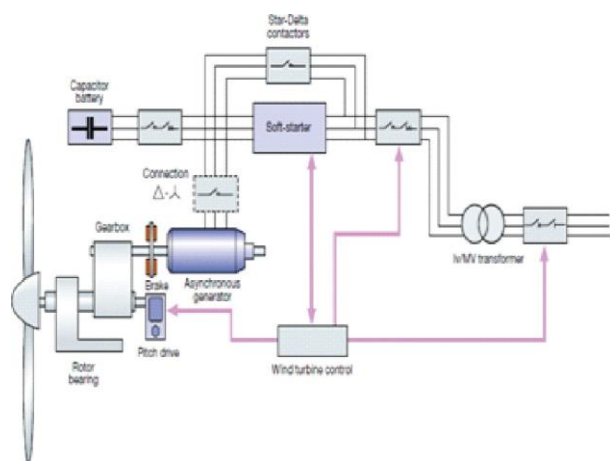 Star-Delta
contactors
Capacitor
battery
Soft-starter
Connection
Δ-⅄
Gearbox
Brake
Asynchronous
generator
lv/MV transformer
Pitch drive
Wind turbine control
Rotor
bearing